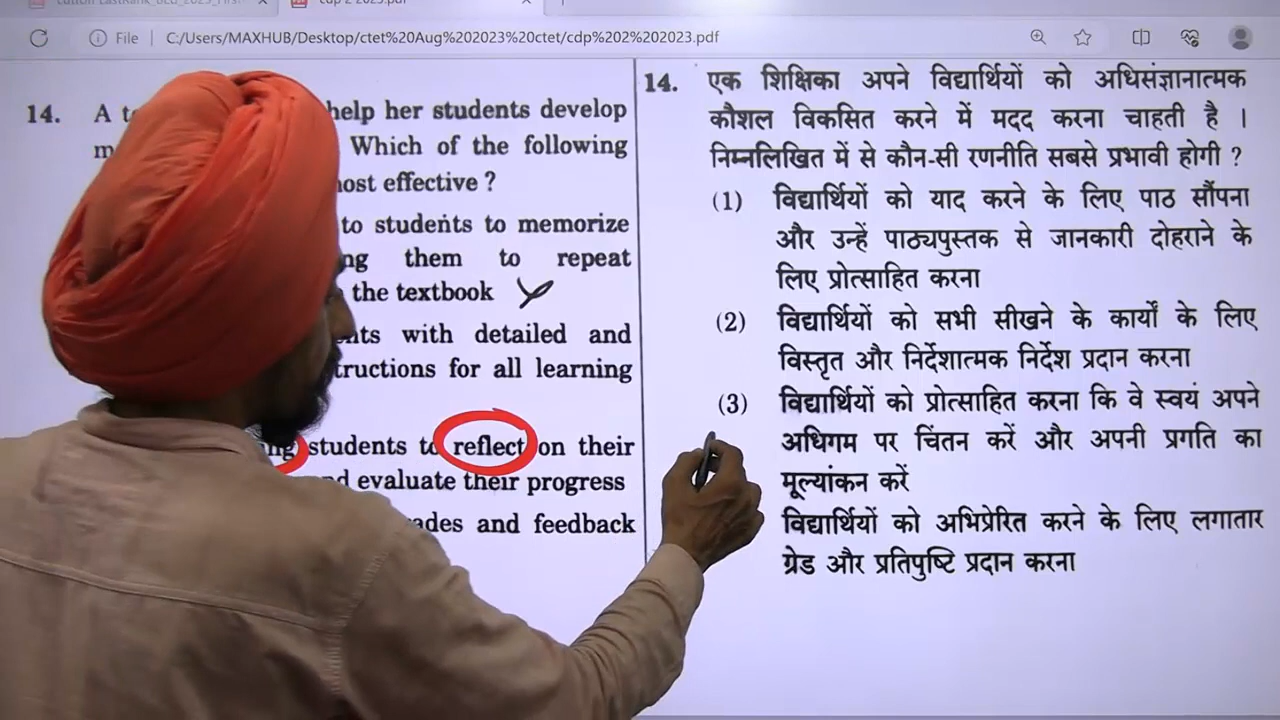 cdp 2 2023.pdf
File
C:/Users/MAXHUB/Desktop/ctet%20Aug%202023%20ctet/cdp%202%202023.pdf
14. A help her students develop
Which of the following
most effective ?
to students to memorize
them to repeat
the textbook
with detailed and
for all learning
students to reflect on their
evaluate their progress
and feedback
14. एक शिक्षिका अपने विद्यार्थियों को अधिसंज्ञानात्मक
कौशल विकसित करने में मदद करना चाहती है ।
निम्नलिखित में से कौन-सी रणनीति सबसे प्रभावी होगी ?
(1) विद्यार्थियों को याद करने के लिए पाठ सौंपना
और उन्हें पाठ्यपुस्तक से जानकारी दोहराने के
लिए प्रोत्साहित करना
(2) विद्यार्थियों को सभी सीखने के कार्यों के लिए
विस्तृत और निर्देशात्मक निर्देश प्रदान करना
(3) विद्यार्थियों को प्रोत्साहित करना कि वे स्वयं अपने
अधिगम पर चिंतन करें और अपनी प्रगति का
मूल्यांकन करें
विद्यार्थियों को अभिप्रेरित करने के लिए लगातार
ग्रेड और प्रतिपुष्टि प्रदान करना